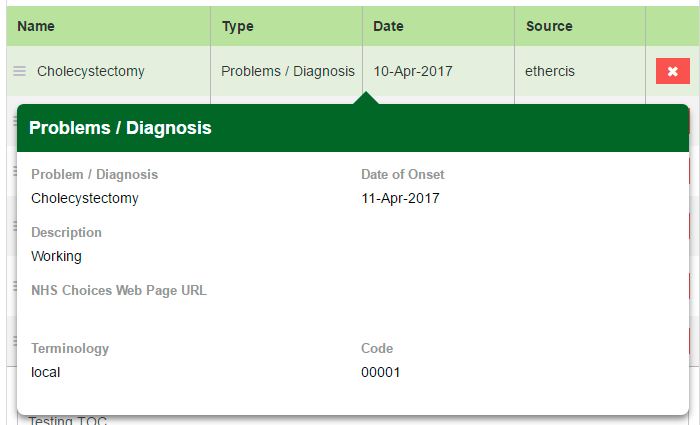 Name Type Date Source
Cholecystectomy Problems / Diagnosis 10-Apr-2017 ethercis
Problems / Diagnosis
Problem / Diagnosis Date of Onset
Cholecystectomy 11-Apr-2017
Description
Working
NHS Choices Web Page URL
Terminology Code
local 00001
Testing TOC